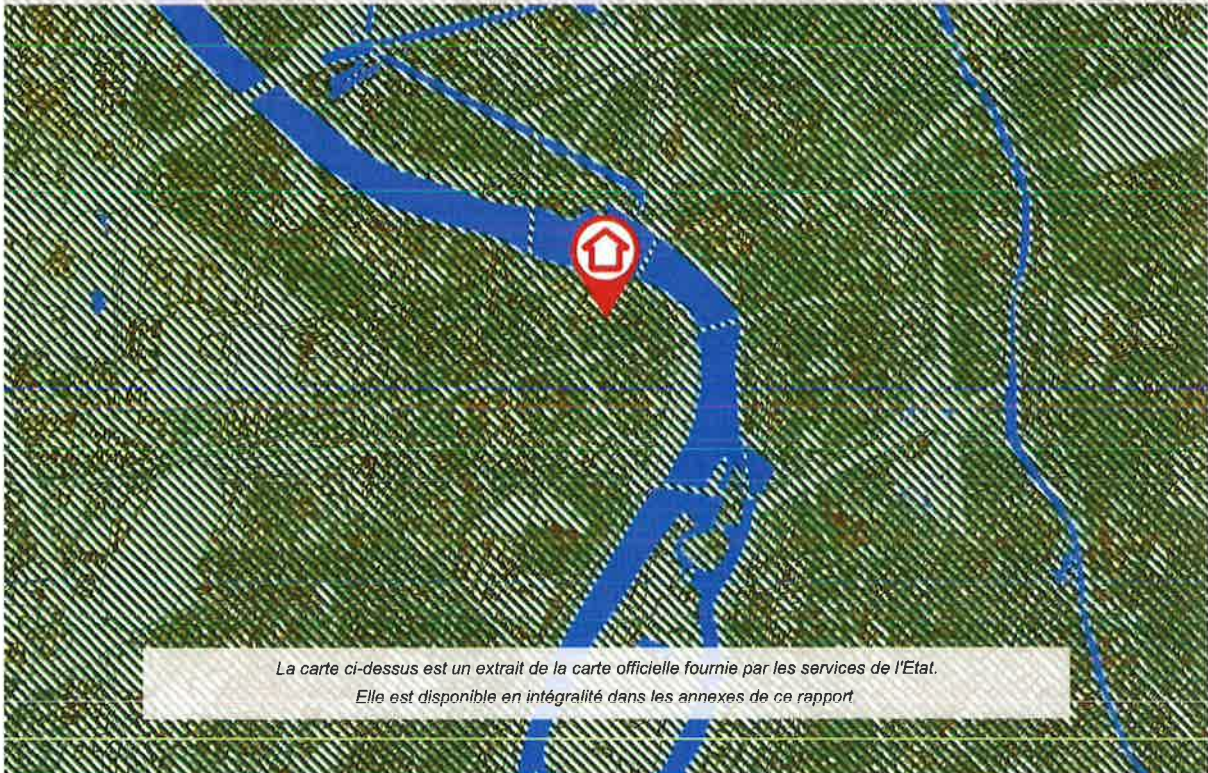 La carte ci-dessus est un extrait de la carte officielle fournie par les services de l'Etat.
Elle est disponible en intégralité dans les annexes de ce rapport